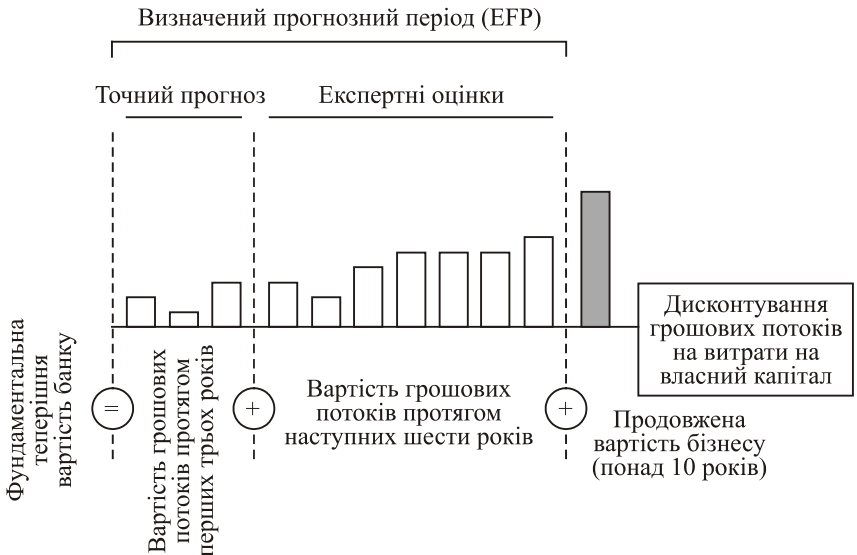 Визначений прогнозний період (EFP)
Точний прогноз
Експертні оцінки
Дисконтування
грошових потоків
на витрати на
власний капітал
Фундаментальна
теперішня
вартість банку
=
Вартість грошових
потоків протягом
перших трьох років
+
Вартість грошових
потоків протягом
наступних шести років
+
Продовжена
вартість бізнесу
(понад 10 років)